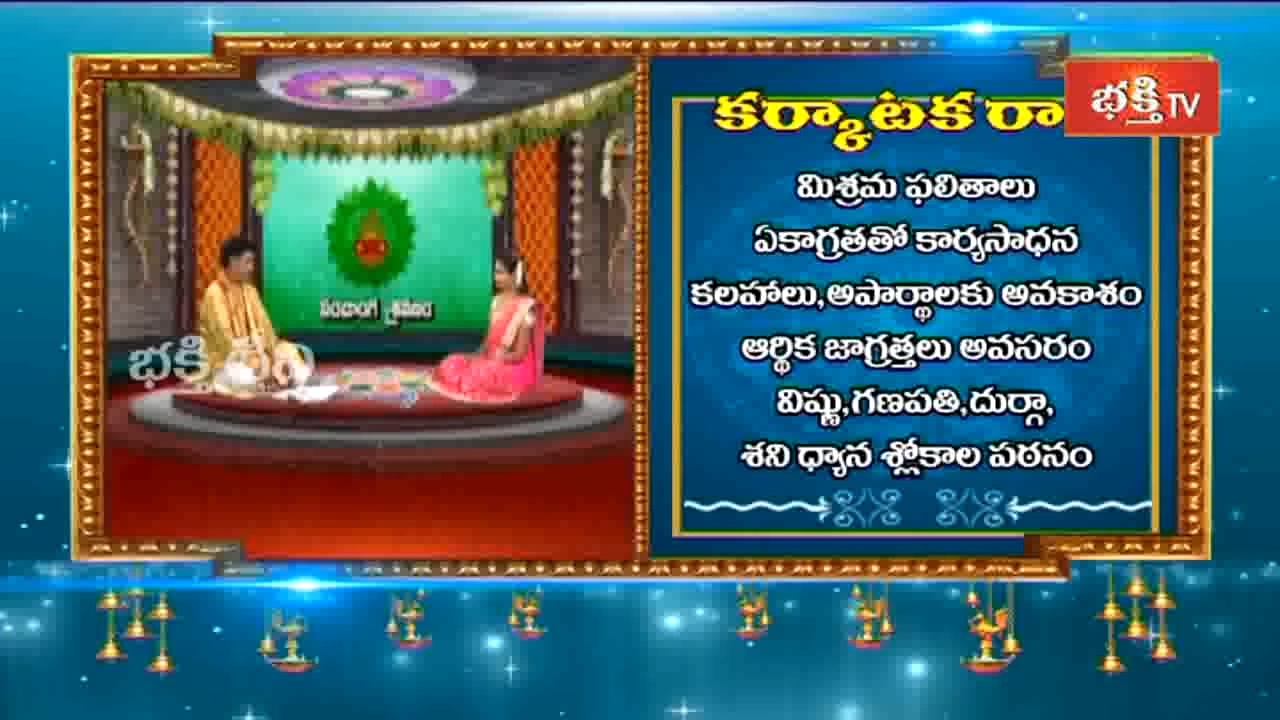 కర్కాటక రా
భక్తి TV
మిశ్రమ ఫలితాలు
ఏకాగ్రతతో కార్యసాధన
కలహాలు,అపార్థాలకు అవకాశం
ఆర్థిక జాగ్రత్తలు అవసరం
విష్ణు,గణపతి,దుర్గా,
శని ధ్యాన శ్లోకాల పఠనం